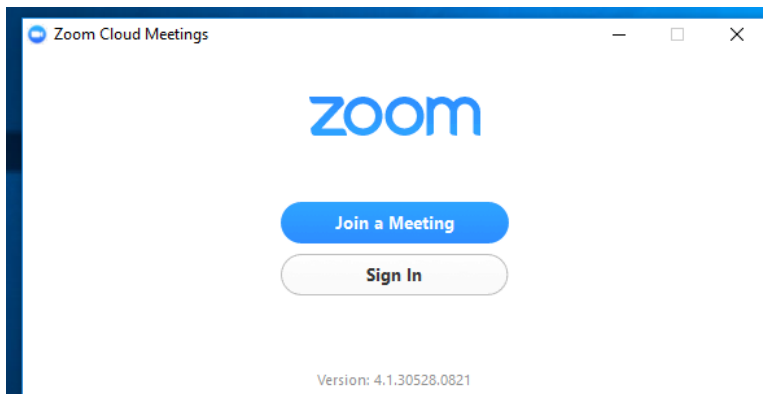 Zoom Cloud Meetings
zoom
Join a Meeting
Sign In
Version: 4.1.30528.0821